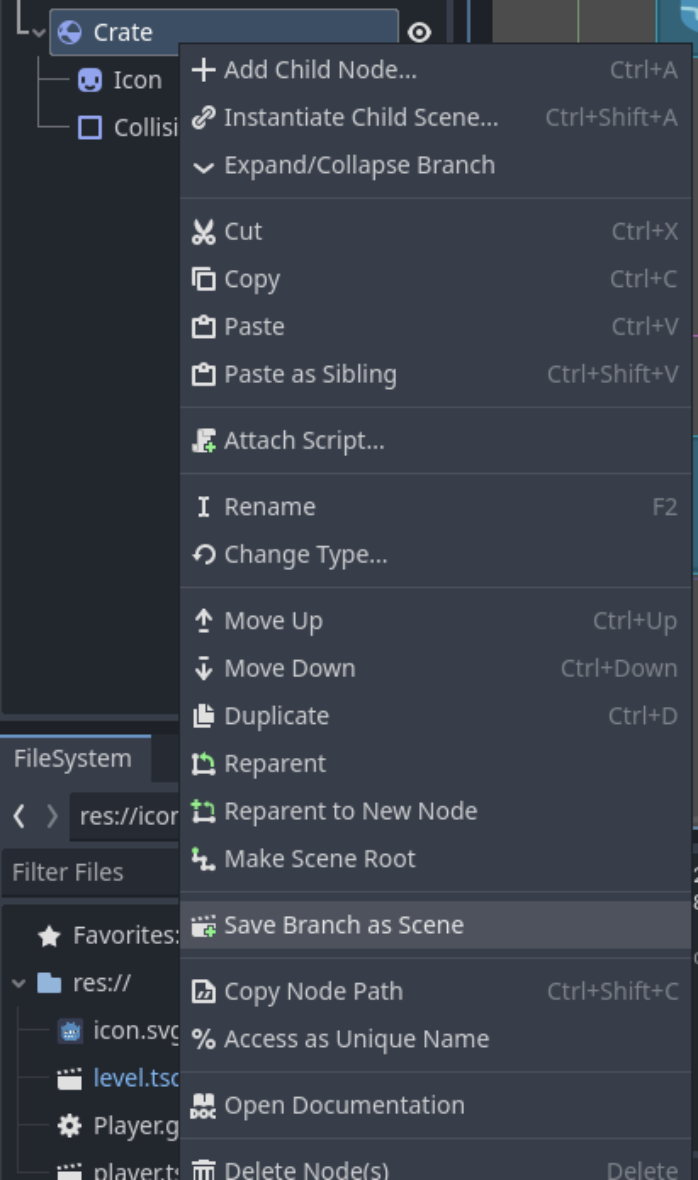 Crate
Icon
Collisi
Add Child Node... Ctrl+A
Instantiate Child Scene... Ctrl+Shift+A
Expand/Collapse Branch
Cut Ctrl+X
Copy Ctrl+C
Paste Ctrl+V
Paste as Sibling Ctrl+Shift+V
Attach Script...
Rename F2
Change Type...
Move Up Ctrl+Up
Move Down Ctrl+Down
Duplicate Ctrl+D
Reparent
Reparent to New Node
Make Scene Root
Save Branch as Scene
Copy Node Path Ctrl+Shift+C
Access as Unique Name
Open Documentation
Delete Node(s) Delete
FileSystem
res://icon
Filter Files
Favorites:
res://
icon.svg
level.tsc
Player.g
player.ts